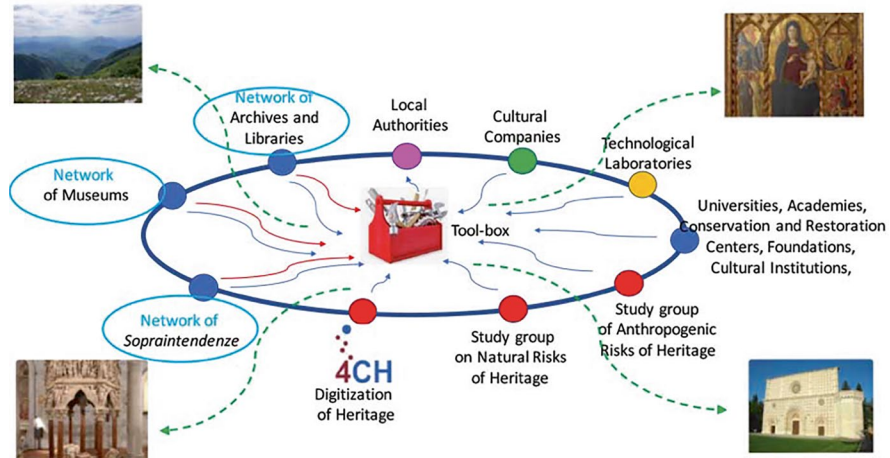 Network of
Archives and
Libraries
Local
Authorities
Cultural
Companies
Technological
Laboratories
Network
of Museums
Universities, Academies,
Conservation and Restoration
Centers, Foundations,
Cultural Institutions,
Tool-box
Network of
Sopraintendenze
4CH
Digitization
of Heritage
Study group
on Natural Risks
of Heritage
Study group
of Anthropogenic
Risks of Heritage